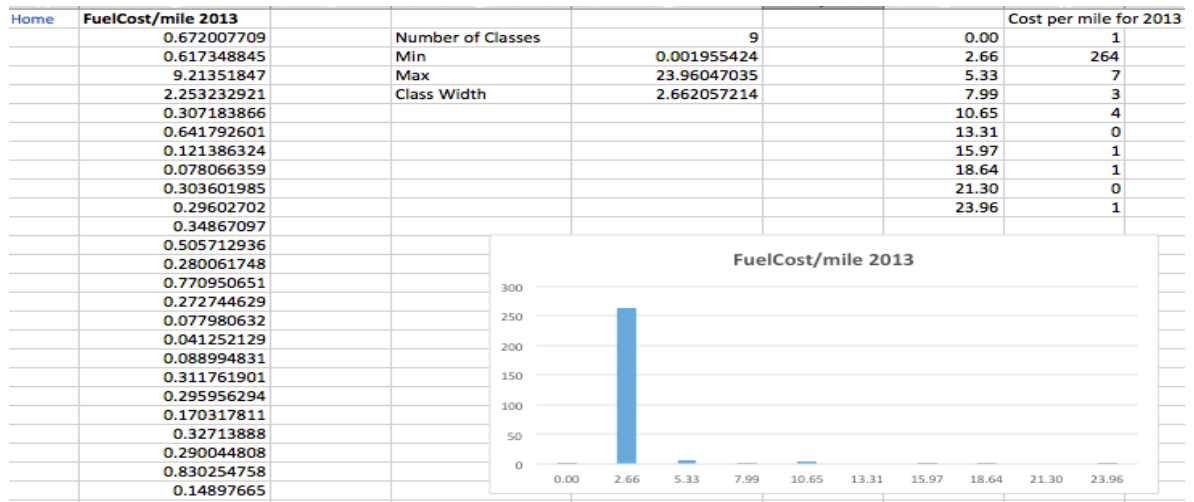 Home FuelCost/mile 2013 Cost per mile for 2013
0.672007709 Number of Classes 9 0.00 1
0.617348845 Min 0.001955424 2.66 264
9.21351847 Max 23.96047035 5.33 7
2.253232921 Class Width 2.662057214 7.99 3
0.307183866 10.65 4
0.641792601 13.31 0
0.121386324 15.97 1
0.078066359 18.64 1
0.303601985 21.30 0
0.29602702 23.96 1
0.34867097
0.505712936
0.280061748
0.770950651
0.272744629
0.077980632
0.041252129
0.088994831
0.311761901
0.295956294
0.170317811
0.32713888
0.290044808
0.830254758
0.14897665
FuelCost/mile 2013
300
250
200
150
100
50
0
0.00 2.66 5.33 7.99 10.65 13.31 15.97 18.64 21.30 23.96